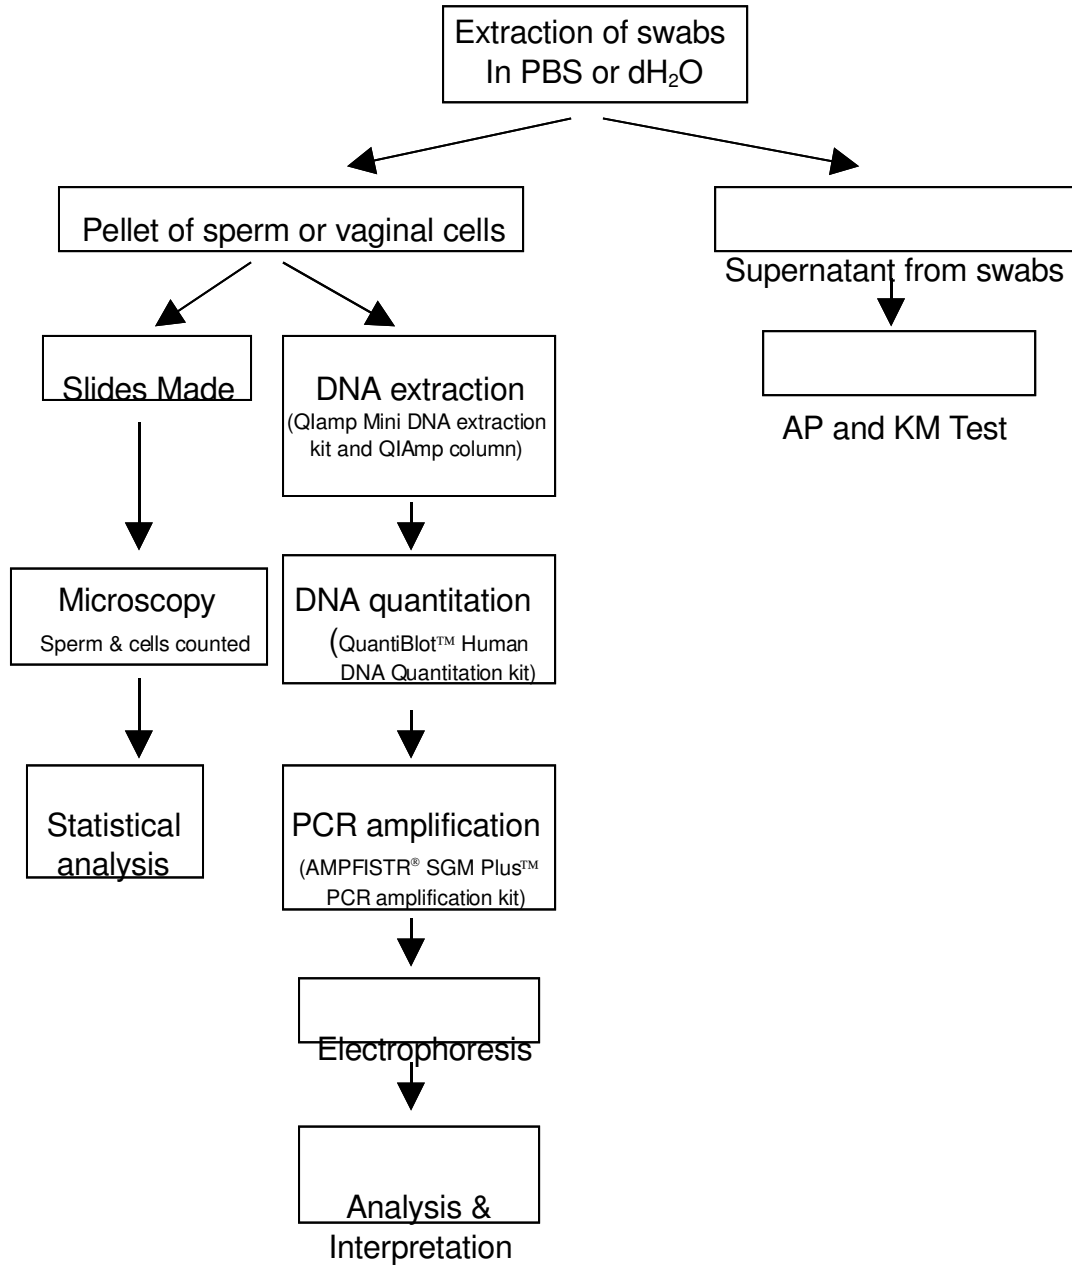 Extraction of swabs
In PBS or dH₂O
Pellet of sperm or vaginal cells
Supernatant from swabs
Slides Made
DNA extraction
(QIamp Mini DNA extraction
kit and QIAmp column)
AP and KM Test
Microscopy
Sperm & cells counted
DNA quantitation
(QuantiBlot™ Human
DNA Quantitation kit)
Statistical
analysis
PCR amplification
(AMPFISTR® SGM Plus™
PCR amplification kit)
Electrophoresis
Analysis &
Interpretation